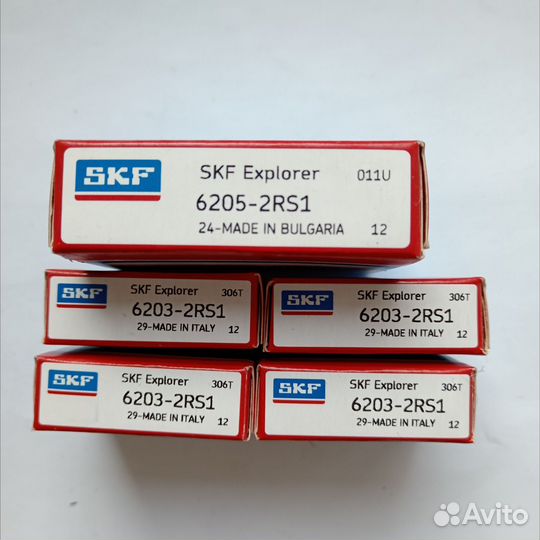 SKF
SKF Explorer 011U
6205-2RS1
24-MADE IN BULGARIA 12
SKF
SKF Explorer 306T
6203-2RS1
29-MADE IN ITALY 12
SKF
SKF Explorer 306T
6203-2RS1
29-MADE IN ITALY 12
SKF
SKF Explorer 306T
6203-2RS1
29-MADE IN ITALY 12
SKF
SKF Explorer 306T
6203-2RS1
29-MADE IN ITALY 12
Avito